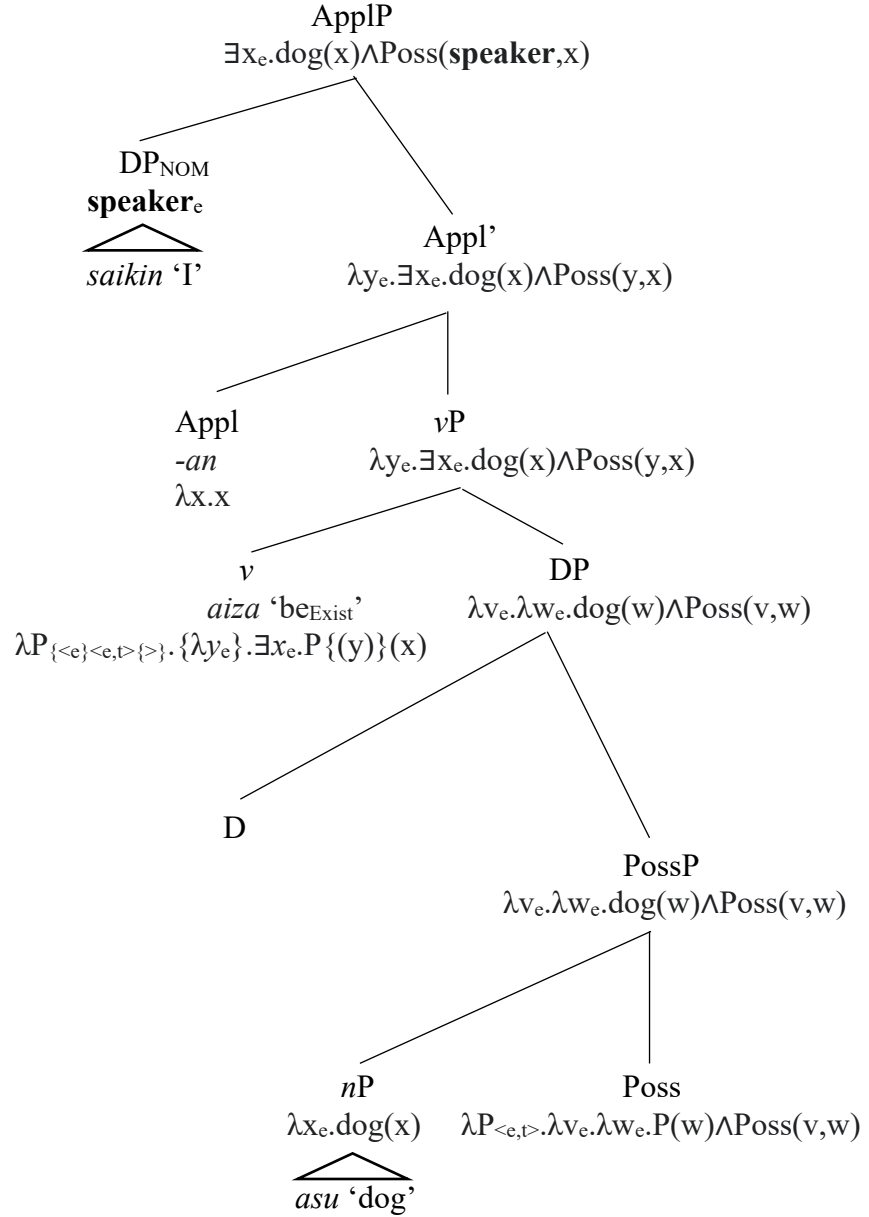 ApplP
∃xₑ.dog(x)∧Poss(speaker,x)
DPNOM
speakerₑ
saikin ‘I’
Appl’
λyₑ.∃xₑ.dog(x)∧Poss(y,x)
Appl
-an
λx.x
vP
λyₑ.∃xₑ.dog(x)∧Poss(y,x)
v
aiza ‘beExist’
λP{<e}<e,t>{>}.{λyₑ}.∃xₑ.P{(y)}(x)
DP
λvₑ.λwₑ.dog(w)∧Poss(v,w)
D
PossP
λvₑ.λwₑ.dog(w)∧Poss(v,w)
nP
λxₑ.dog(x)
asu ‘dog’
Poss
λP<e,t>.λvₑ.λwₑ.P(w)∧Poss(v,w)